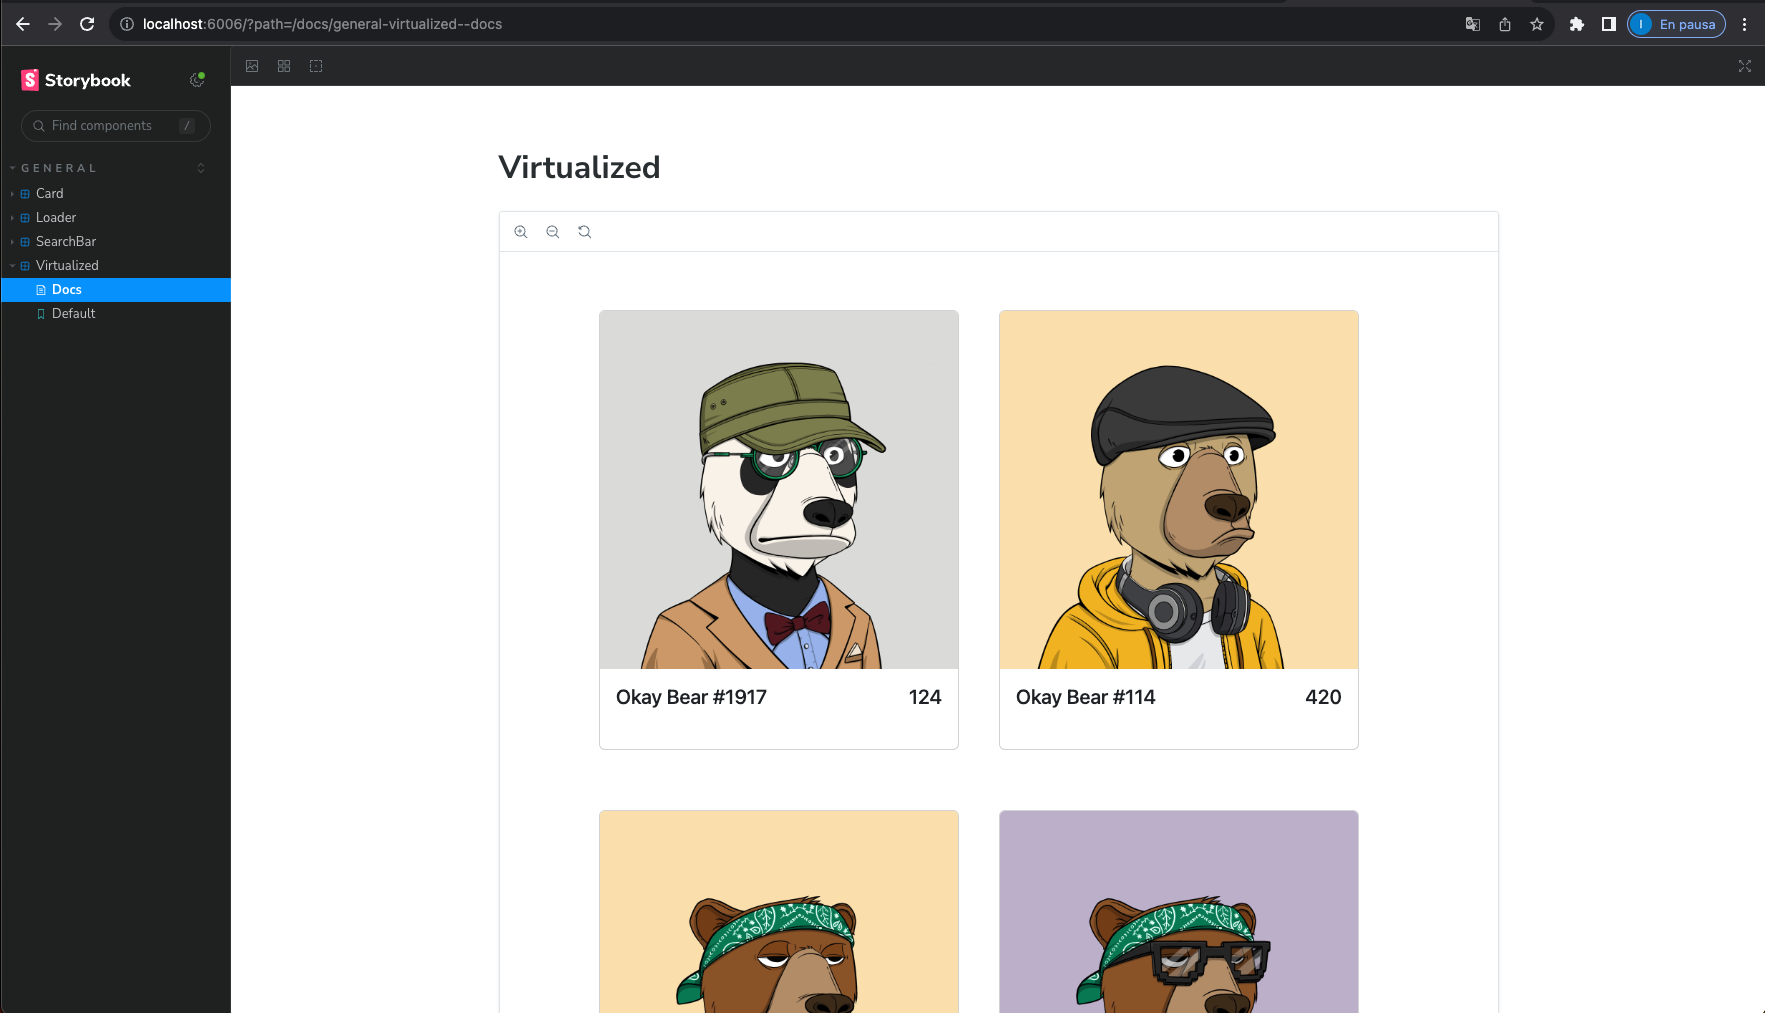 localhost:6006/?path=/docs/general-virtualized--docs
I En pausa
S Storybook
Find components /
GENERAL
Card
Loader
SearchBar
Virtualized
Docs
Default
Virtualized
Okay Bear #1917 124
Okay Bear #114 420